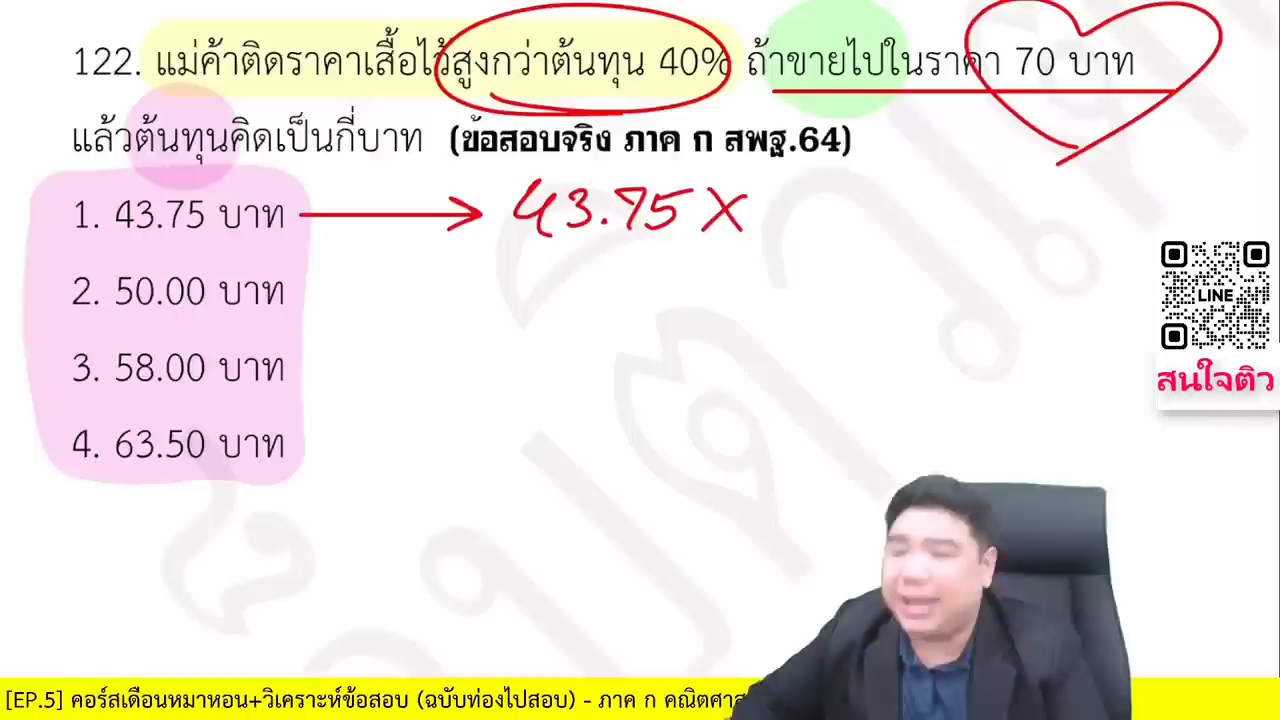 122. แม่ค้าติดราคาเสื้อไว้สูงกว่าต้นทุน 40% ถ้าขายไปในราคา 70 บาท
แล้วต้นทุนคิดเป็นกี่บาท (ข้อสอบจริง ภาค ก สพฐ.64)
1. 43.75 บาท
43.75 X
2. 50.00 บาท
3. 58.00 บาท
4. 63.50 บาท
LINE
สนใจติว
[EP.5] คอร์สเดือนหมาหอน+วิเคราะห์ข้อสอบ (ฉบับท่องไปสอบ) - ภาค ก